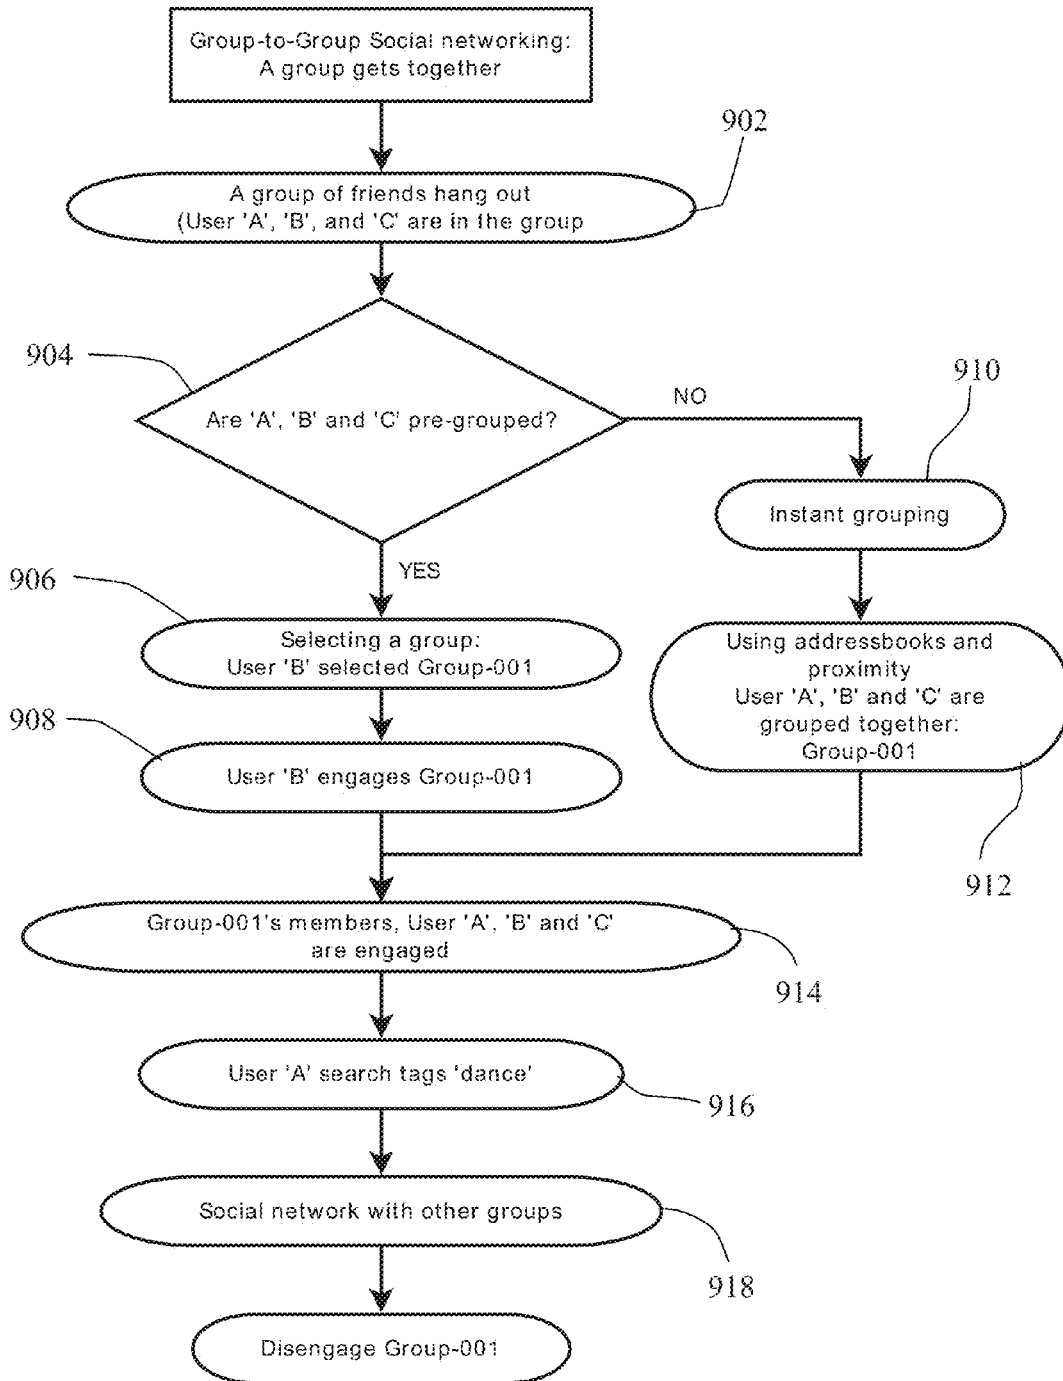 Group-to-Group Social networking:
A group gets together
902
A group of friends hang out
(User 'A', 'B', and 'C' are in the group
904
Are 'A', 'B' and 'C' pre-grouped?
NO
910
Instant grouping
YES
906
Selecting a group:
User 'B' selected Group-001
Using addressbooks and
proximity
User 'A', 'B' and 'C' are
grouped together:
Group-001
908
User 'B' engages Group-001
912
Group-001's members, User 'A', 'B' and 'C'
are engaged
914
User 'A' search tags 'dance'
916
Social network with other groups
918
Disengage Group-001